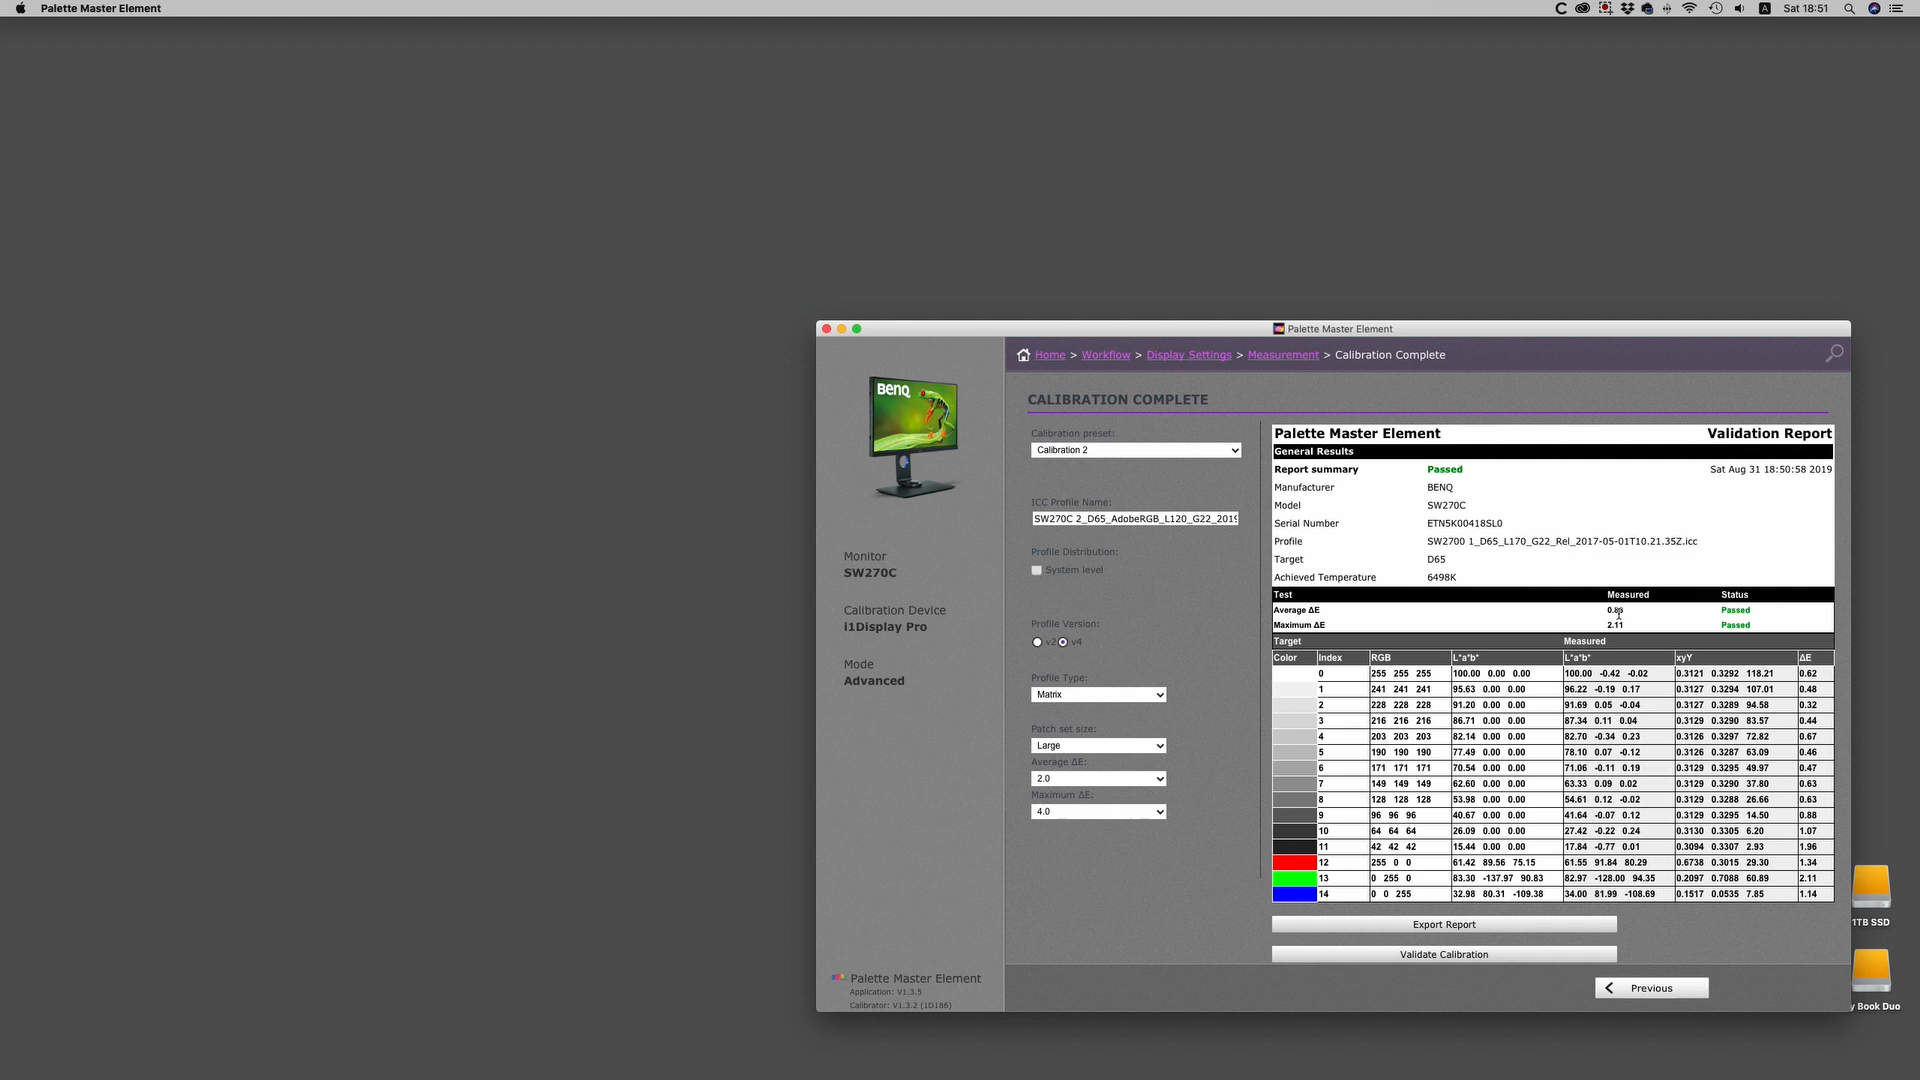 Palette Master Element
Sat 18:51
Palette Master Element
Home > Workflow > Display Settings > Measurement > Calibration Complete
BenQ
Monitor
SW270C
Calibration Device
i1Display Pro
Mode
Advanced
Palette Master Element
Application: V1.3.5
Calibrator: V1.3.2 (1D186)
CALIBRATION COMPLETE
Calibration preset:
Calibration 2
ICC Profile Name:
SW270C 2_D65_AdobeRGB_L120_G22_2019
Profile Distribution:
System level
Profile Version:
v2 v4
Profile Type:
Matrix
Patch set size:
Large
Average ΔE:
2.0
Maximum ΔE:
4.0
Palette Master Element Validation Report
General Results
Report summary Passed Sat Aug 31 18:50:58 2019
Manufacturer BENQ
Model SW270C
Serial Number ETN5K00418SL0
Profile SW2700 1_D65_L170_G22_Rel_2017-05-01T10.21.35Z.icc
Target D65
Achieved Temperature 6498K
Test Measured Status
Average ΔE Passed
Maximum ΔE 2.11 Passed
Target Measured
Color Index RGB L*a*b* L*a*b* xyY ΔE
0 255 255 255 100.00 0.00 0.00 100.00 -0.42 -0.02 0.3121 0.3292 118.21 0.62
1 241 241 241 95.63 0.00 0.00 96.22 -0.19 0.17 0.3127 0.3294 107.01 0.48
2 228 228 228 91.20 0.00 0.00 91.69 0.05 -0.04 0.3127 0.3289 94.58 0.32
3 216 216 216 86.71 0.00 0.00 87.34 0.11 0.04 0.3129 0.3290 83.57 0.44
4 203 203 203 82.14 0.00 0.00 82.70 -0.34 0.23 0.3126 0.3297 72.82 0.67
5 190 190 190 77.49 0.00 0.00 78.10 0.07 -0.12 0.3126 0.3287 63.09 0.46
6 171 171 171 70.54 0.00 0.00 71.06 -0.11 0.19 0.3129 0.3295 49.97 0.47
7 149 149 149 62.60 0.00 0.00 63.33 0.09 0.02 0.3129 0.3290 37.80 0.63
8 128 128 128 53.98 0.00 0.00 54.61 0.12 -0.02 0.3129 0.3288 26.66 0.63
9 96 96 96 40.67 0.00 0.00 41.64 -0.07 0.12 0.3129 0.3295 14.50 0.88
10 64 64 64 26.09 0.00 0.00 27.42 -0.22 0.24 0.3130 0.3305 6.20 1.07
11 42 42 42 15.44 0.00 0.00 17.84 -0.77 0.01 0.3094 0.3307 2.93 1.96
12 255 0 0 61.42 89.56 75.15 61.55 91.84 80.29 0.6738 0.3015 29.30 1.34
13 0 255 0 83.30 -137.97 90.83 82.97 -128.00 94.35 0.2097 0.7088 60.89 2.11
14 0 0 255 32.98 80.31 -109.38 34.00 81.99 -108.69 0.1517 0.0535 7.85 1.14
Export Report
Validate Calibration
Previous
1TB SSD
y Book Duo